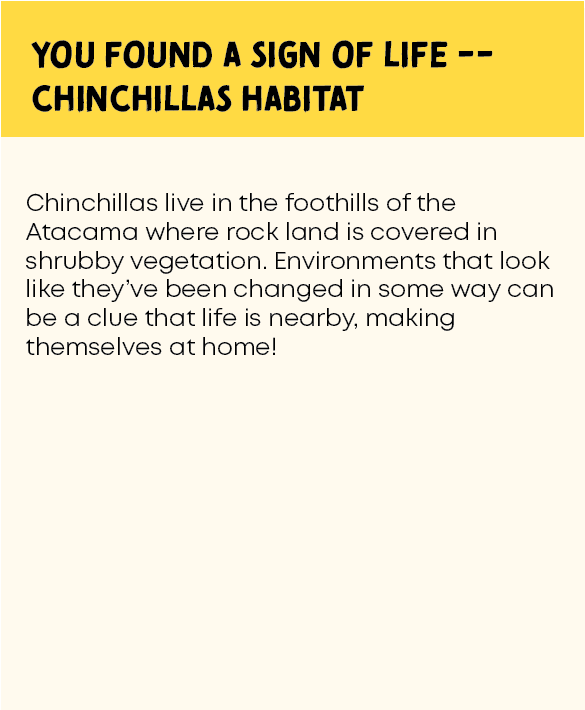 YOU FOUND A SIGN OF LIFE --
CHINCHILLAS HABITAT
Chinchillas live in the foothills of the
Atacama where rock land is covered in
shrubby vegetation. Environments that look
like they’ve been changed in some way can
be a clue that life is nearby, making
themselves at home!